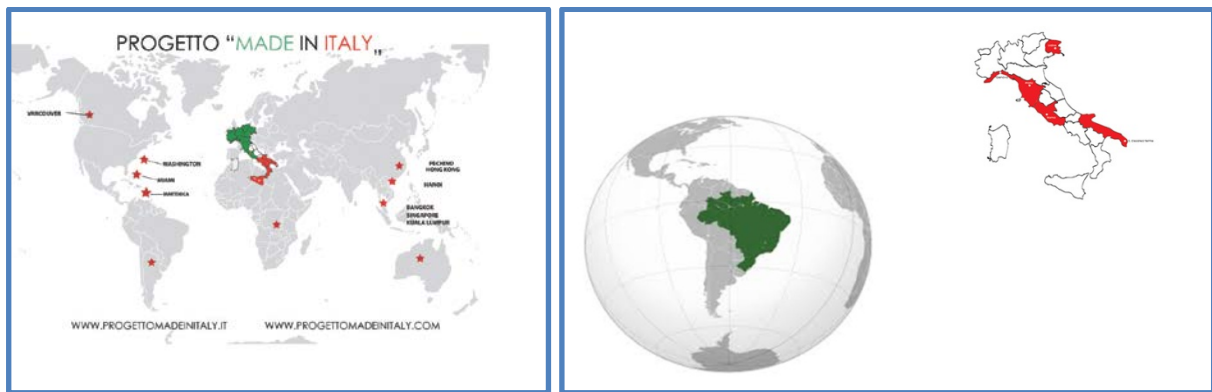 PROGETTO “MADE IN ITALY„
VANCOUVER
WASHINGTON
MIAMI
PECHINO
HONG KONG
HANOI
BANGKOK
SINGAPORE
KUALA LUMPUR
WWW.PROGETTOMADEINITALY.IT
WWW.PROGETTOMADEINITALY.COM